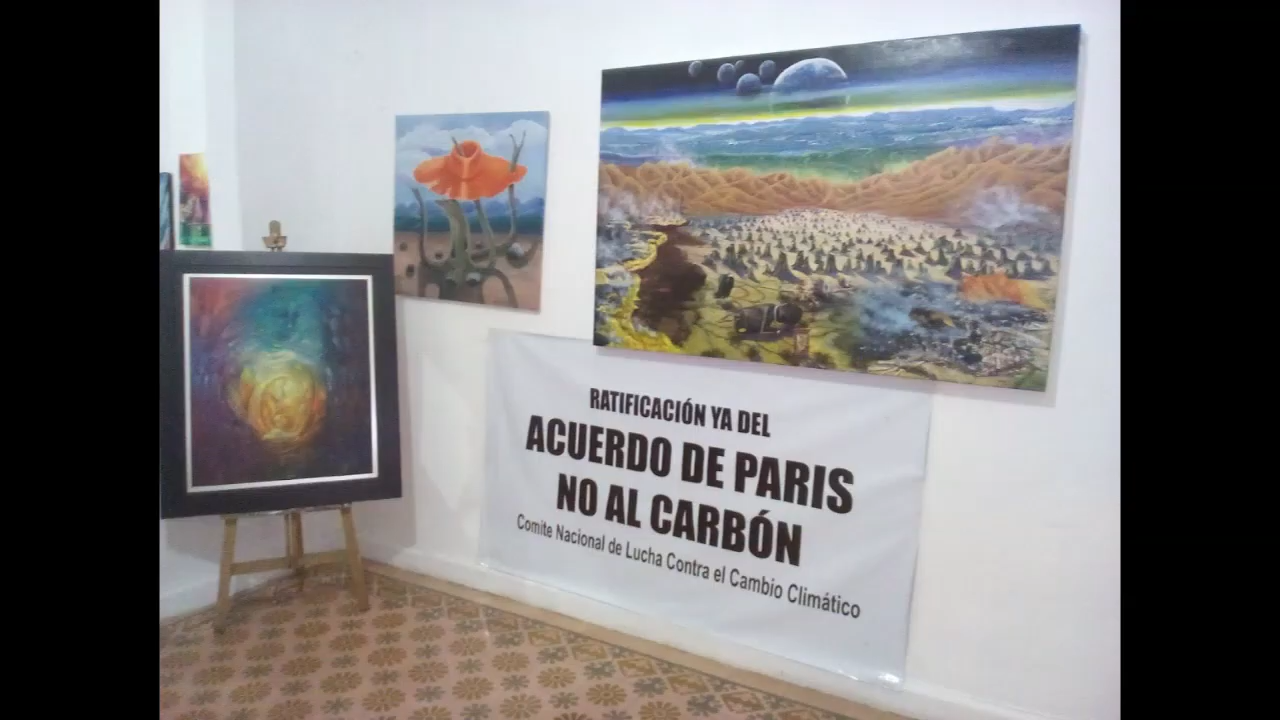 RATIFICACIÓN YA DEL
ACUERDO DE PARIS
NO AL CARBÓN
Comite Nacional de Lucha Contra el Cambio Climático